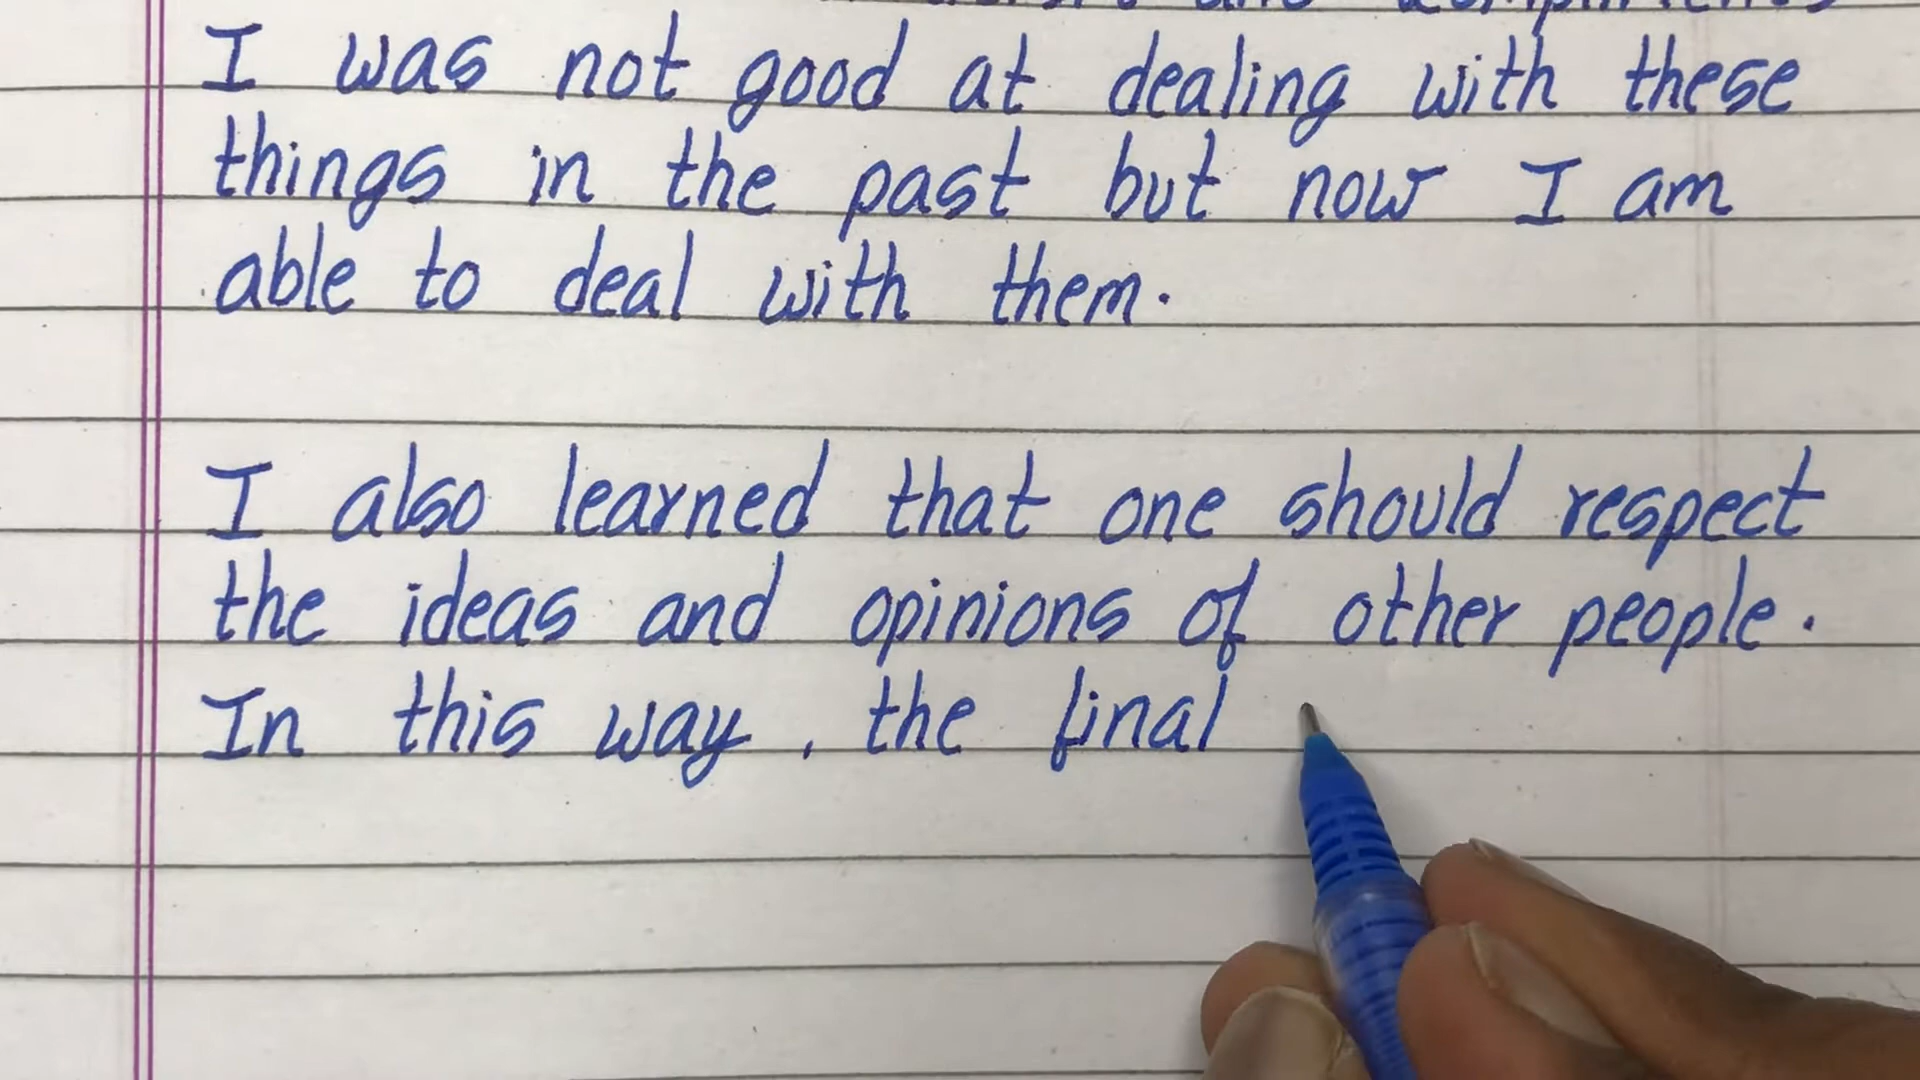 I was not good at dealing with these
things in the past but now I am
able to deal with them.
I also learned that one should respect
the ideas and opinions of other people.
In this way, the final